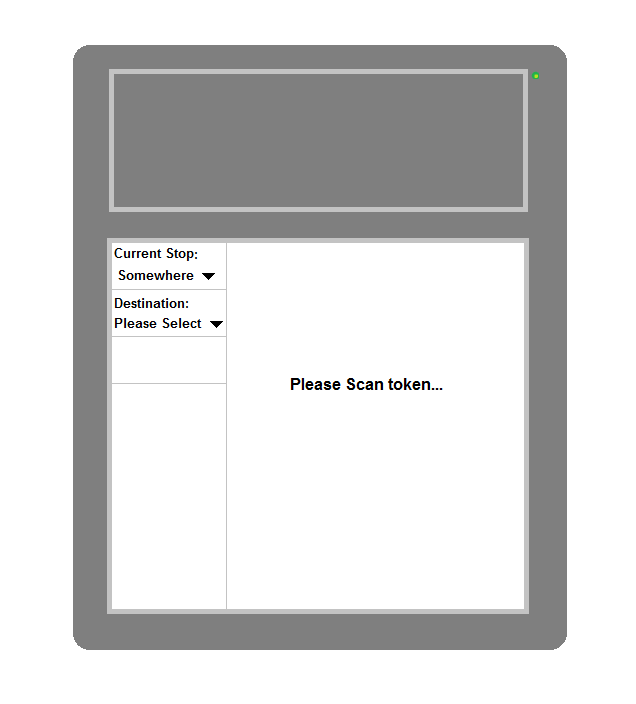 Current Stop:
Somewhere
Destination:
Please Select
Please Scan token...